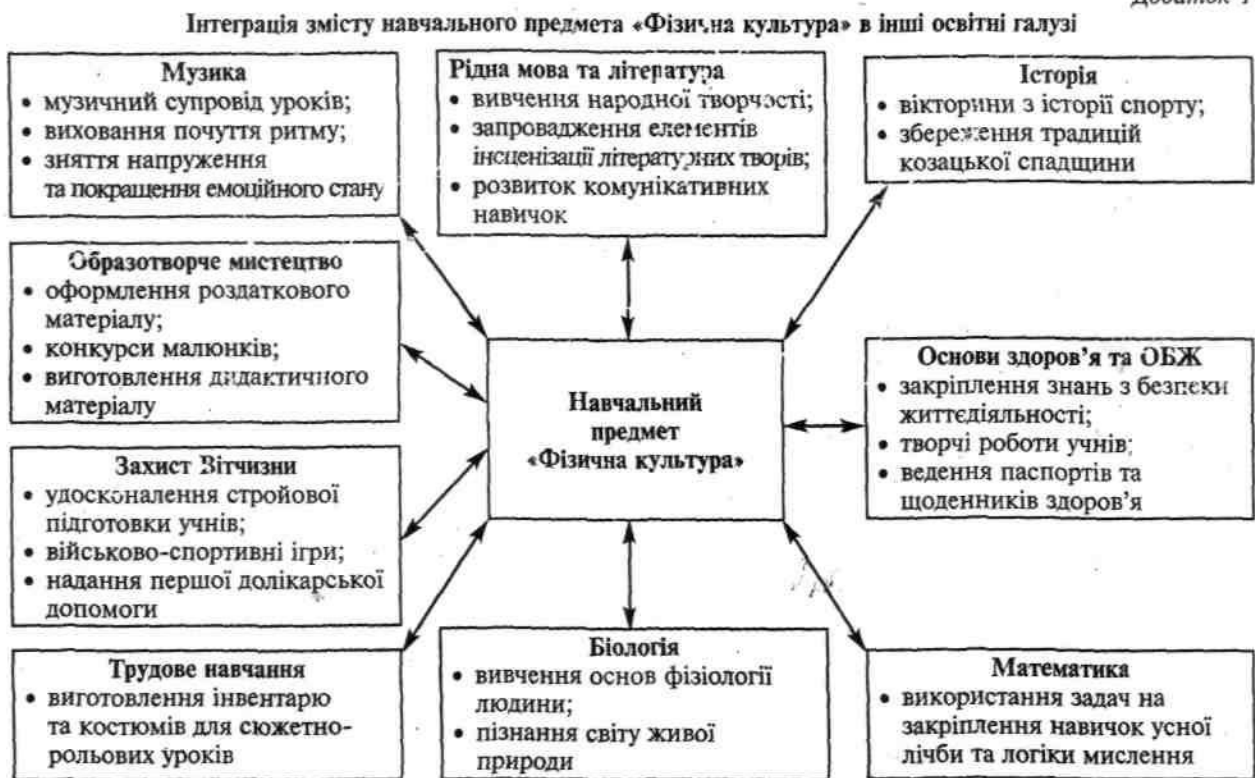 Додаток
Інтеграція змісту навчального предмета «Фізична культура» в інші освітні галузі
Музика
• музичний супровід уроків;
• виховання почуття ритму;
• зняття напруження
та покращення емоційного стану
Рідна мова та література
• вивчення народної творчості;
• запровадження елементів
інсценізації літературних творів;
• розвиток комунікативних
навичок
Історія
• вікторини з історії спорту;
• збереження традицій
козацької спадщини
Образотворче мистецтво
• оформлення роздаткового
матеріалу;
• конкурси малюнків;
• виготовлення дидактичного
матеріалу
Навчальний
предмет
«Фізична культура»
Основи здоров’я та ОБЖ
• закріплення знань з безпеки
життєдіяльності;
• творчі роботи учнів;
• ведення паспортів та
щоденників здоров’я
Захист Вітчизни
• удосконалення стройової
підготовки учнів;
• військово-спортивні ігри;
• надання першої долікарської
допомоги
Трудове навчання
• виготовлення інвентарю
та костюмів для сюжетно-
рольових уроків
Біологія
• вивчення основ фізіології
людини;
• пізнання світу живої
природи
Математика
• використання задач на
закріплення навичок усної
лічби та логіки мислення